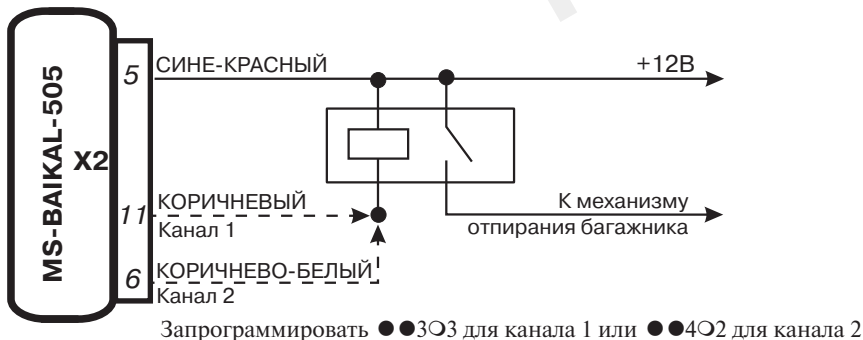 MS-BAIKAL-505
X2
5
СИНЕ-КРАСНЫЙ
+12В
11
КОРИЧНЕВЫЙ
Канал 1
К механизму
отпирания багажника
6
КОРИЧНЕВО-БЕЛЫЙ
Канал 2
Запрограммировать ●●3❍3 для канала 1 или ●●4❍2 для канала 2